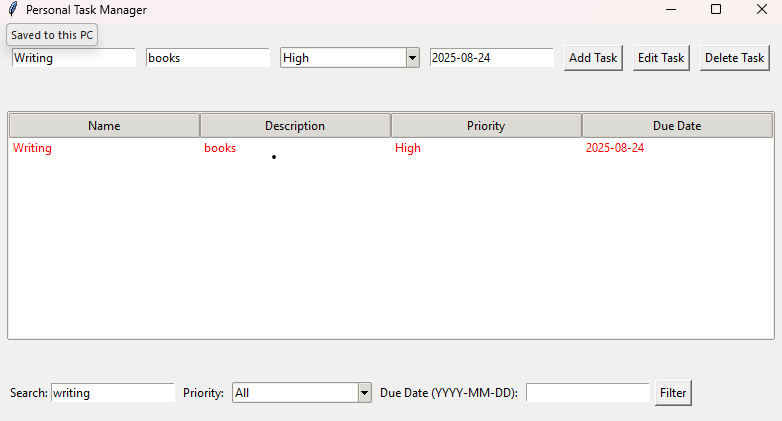 Personal Task Manager
Saved to this PC
Writing books High 2025-08-24 Add Task Edit Task Delete Task
Name Description Priority Due Date
Writing books High 2025-08-24
Search: writing Priority: All Due Date (YYYY-MM-DD): Filter